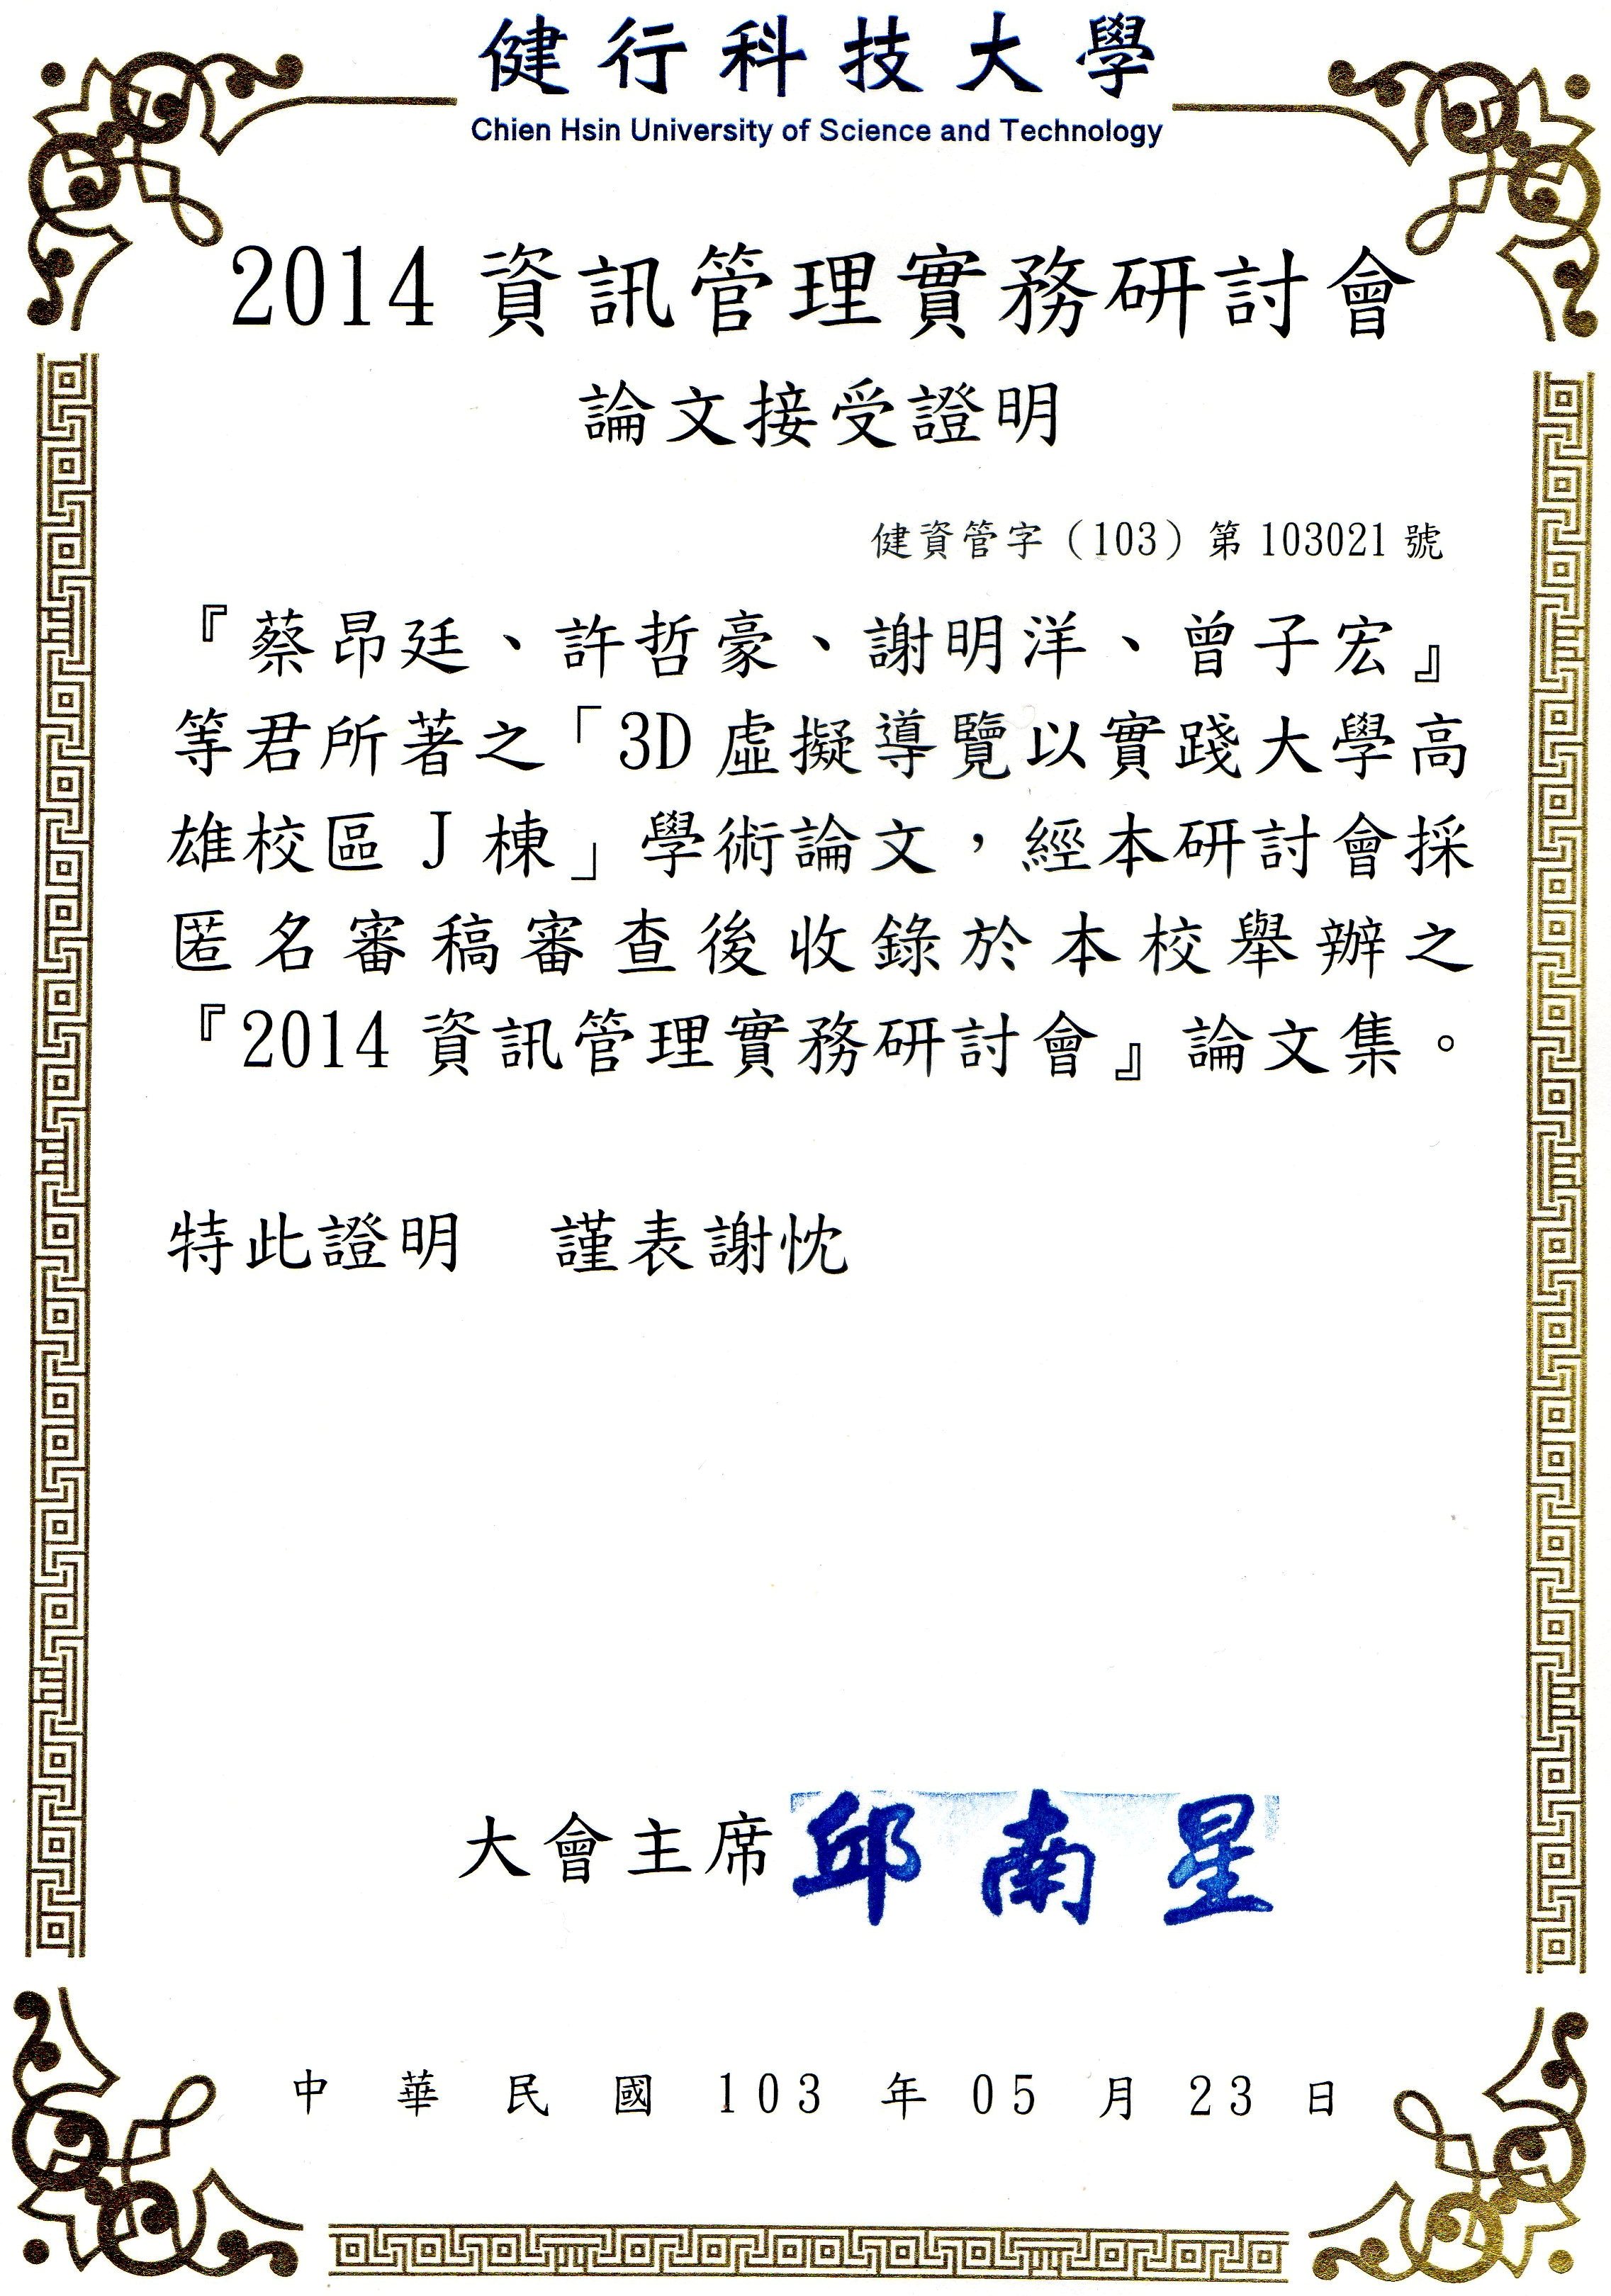 健行科技大學
Chien Hsin University of Science and Technology
2014 資訊管理實務研討會
論文接受證明
健資管字（103）第 103021 號
『蔡昂廷、許哲豪、謝明洋、曾子宏』
等君所著之「3D 虛擬導覽以實踐大學高
雄校區 J 棟」學術論文，經本研討會採
匿名審稿審查後收錄於本校舉辦之
『2014 資訊管理實務研討會』論文集。
特此證明　謹表謝忱
大會主席 邱南星
中華民國 103 年 05 月 23 日